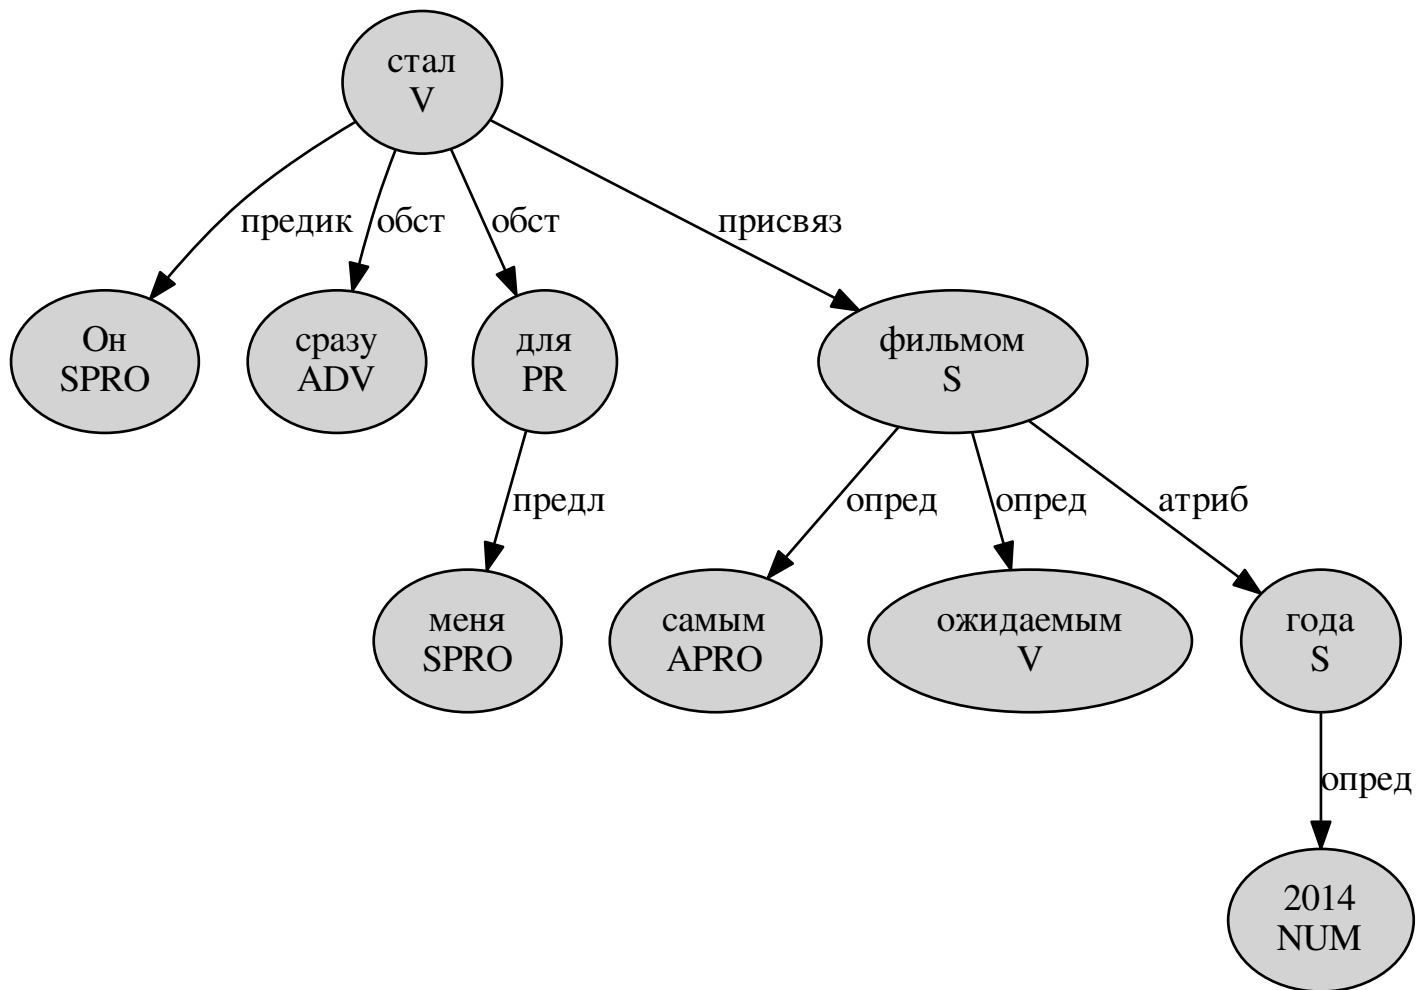 стал
V
предик
обст
обст
присвяз
Он
SPRO
сразу
ADV
для
PR
фильмом
S
предл
опред
опред
атриб
меня
SPRO
самым
APRO
ожидаемым
V
года
S
опред
2014
NUM